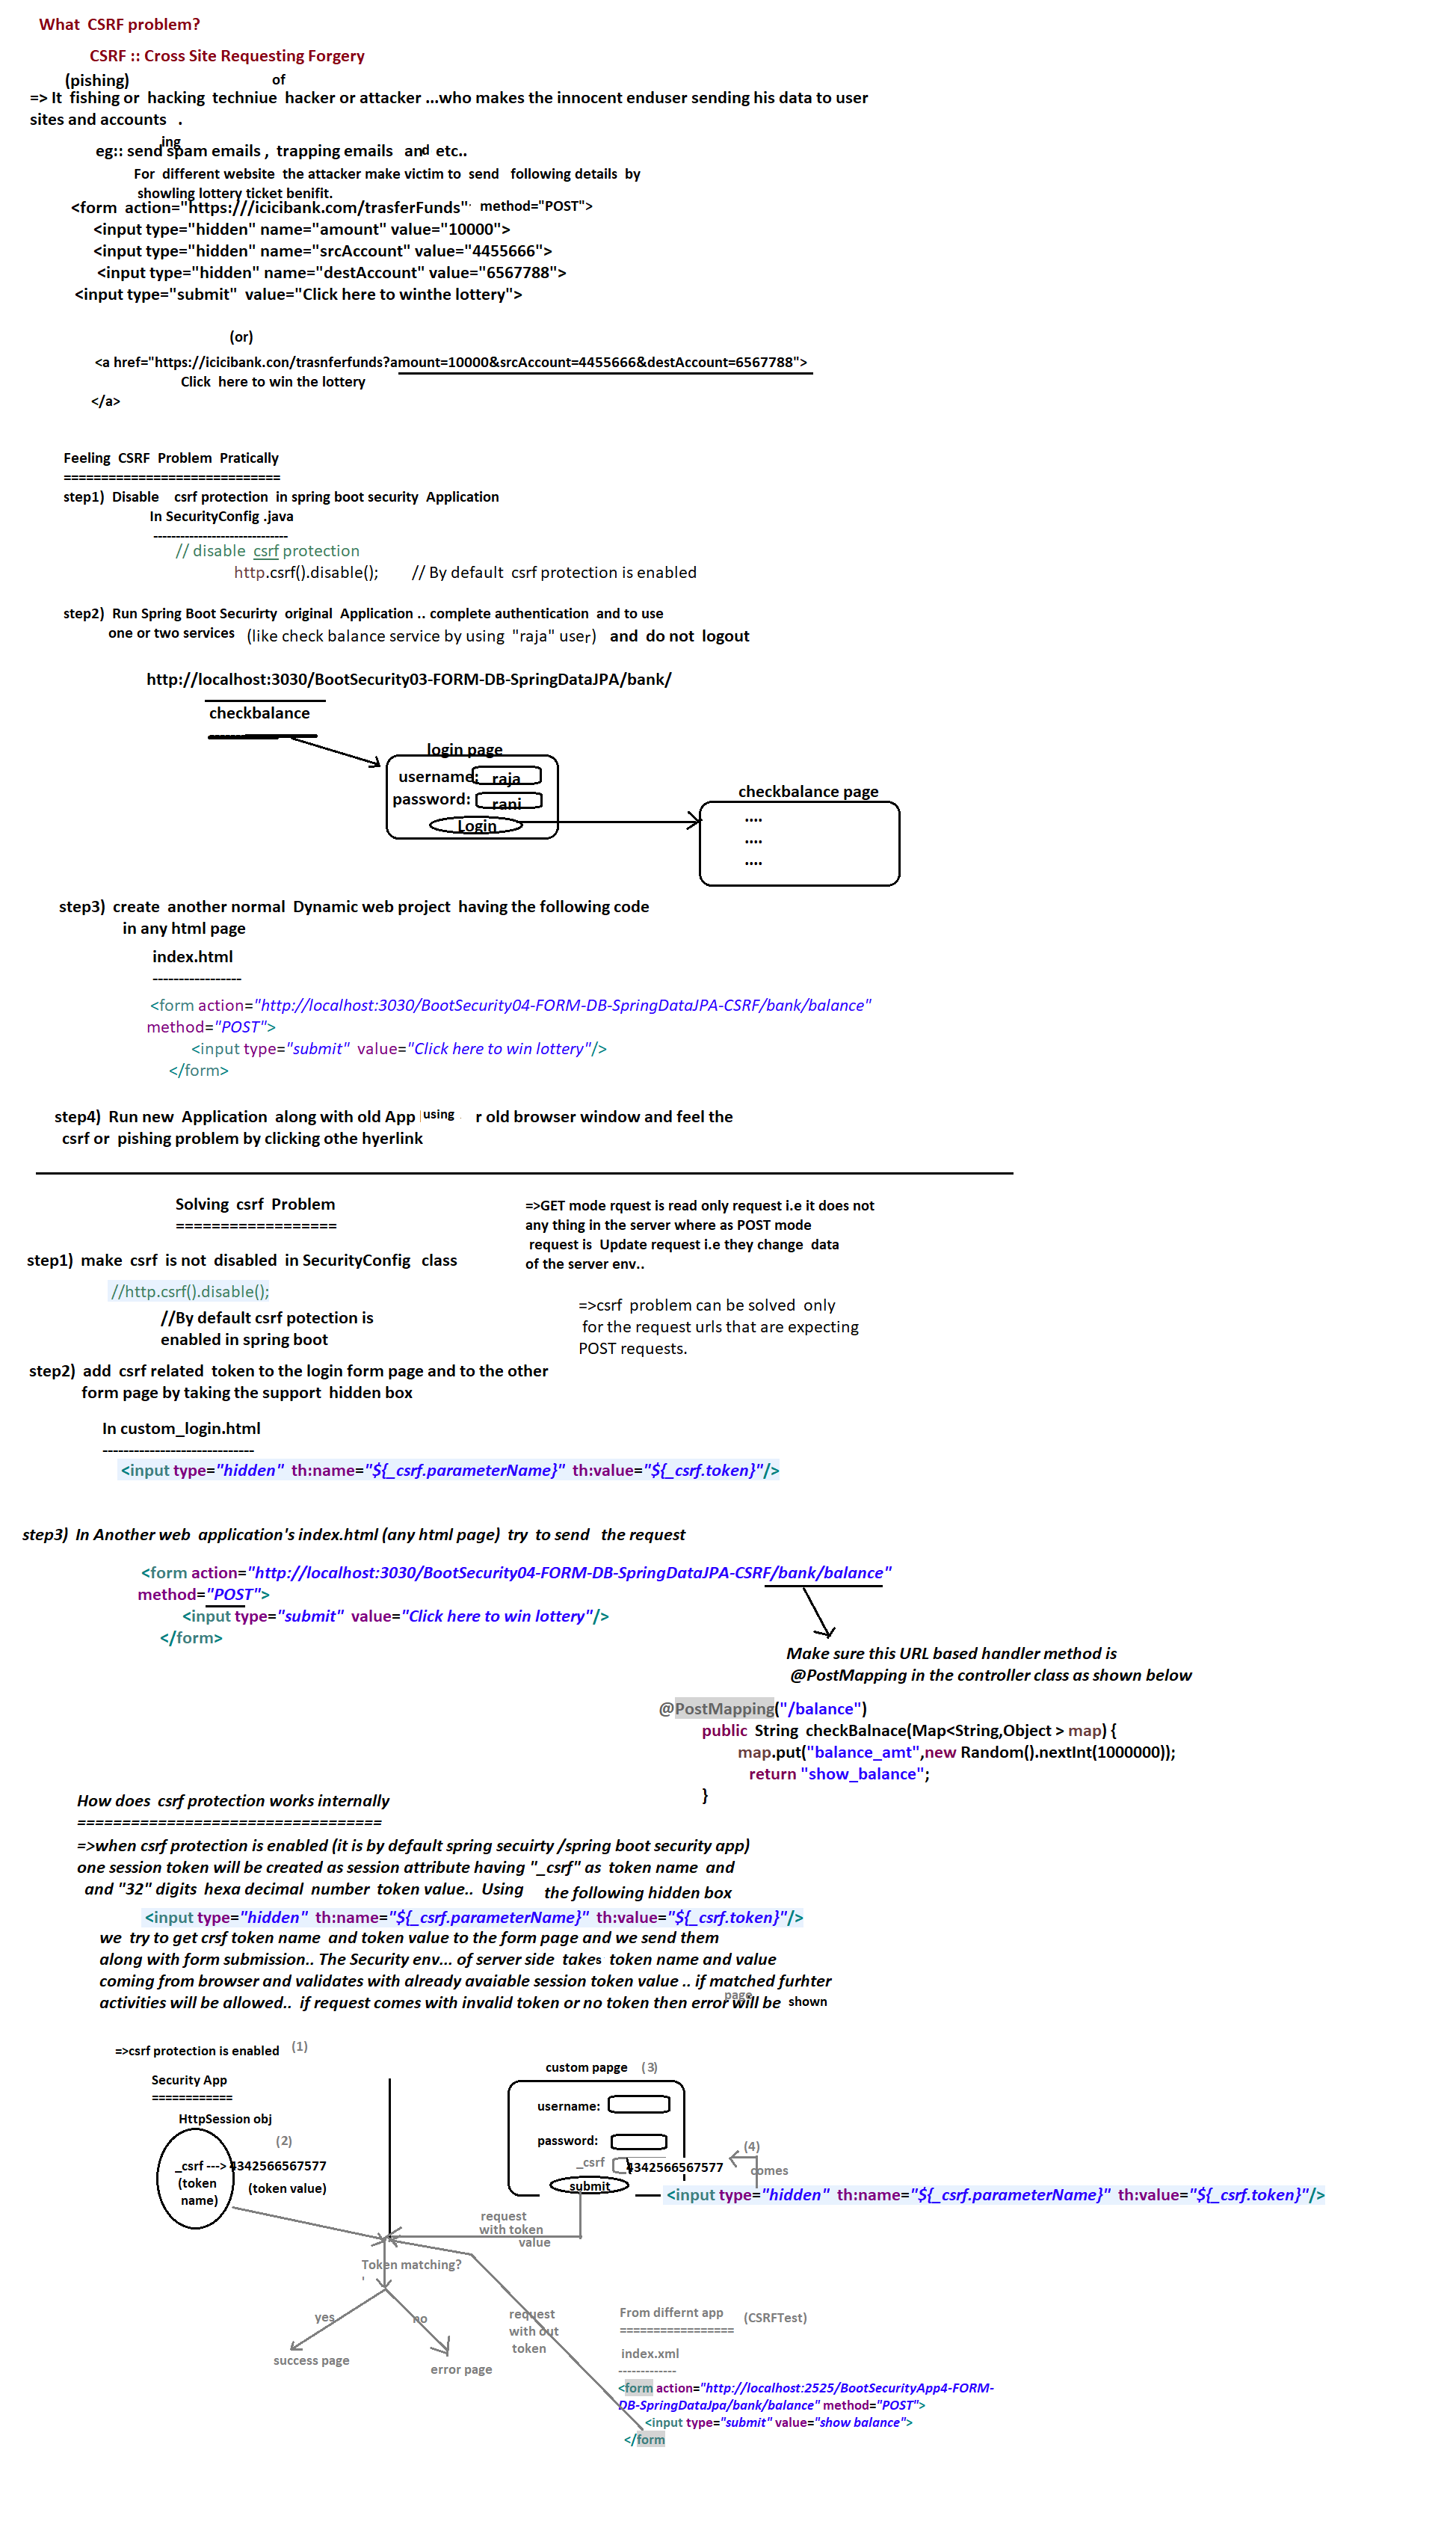 What CSRF problem?
CSRF :: Cross Site Requesting Forgery
(pishing) of
=> It fishing or hacking techniue hacker or attacker ...who makes the innocent enduser sending his data to user
sites and accounts .
ing
eg:: send spam emails , trapping emails and etc..
For different website the attacker make victim to send following details by
showling lottery ticket benifit.
<form action="https:///icicibank.com/trasferFunds" method="POST">
<input type="hidden" name="amount" value="10000">
<input type="hidden" name="srcAccount" value="4455666">
<input type="hidden" name="destAccount" value="6567788">
<input type="submit" value="Click here to winthe lottery">
(or)
<a href="https://icicibank.con/trasnferfunds?amount=10000&srcAccount=4455666&destAccount=6567788">
Click here to win the lottery
</a>
Feeling CSRF Problem Pratically
=============================
step1) Disable csrf protection in spring boot security Application
In SecurityConfig .java
------------------------------
// disable csrf protection
http.csrf().disable(); // By default csrf protection is enabled
step2) Run Spring Boot Securirty original Application .. complete authentication and to use
one or two services (like check balance service by using "raja" user) and do not logout
http://localhost:3030/BootSecurity03-FORM-DB-SpringDataJPA/bank/
checkbalance
login page
username: raja
password: rani
Login
checkbalance page
....
....
....
step3) create another normal Dynamic web project having the following code
in any html page
index.html
-----------------
<form action="http://localhost:3030/BootSecurity04-FORM-DB-SpringDataJPA-CSRF/bank/balance"
method="POST">
<input type="submit" value="Click here to win lottery"/>
</form>
step4) Run new Application along with old App using r old browser window and feel the
csrf or pishing problem by clicking othe hyerlink
Solving csrf Problem
==================
=>GET mode rquest is read only request i.e it does not
any thing in the server where as POST mode
request is Update request i.e they change data
of the server env..
step1) make csrf is not disabled in SecurityConfig class
//http.csrf().disable();
//By default csrf potection is
enabled in spring boot
=>csrf problem can be solved only
for the request urls that are expecting
POST requests.
step2) add csrf related token to the login form page and to the other
form page by taking the support hidden box
In custom_login.html
-----------------------------
<input type="hidden" th:name="${_csrf.parameterName}" th:value="${_csrf.token}"/>
step3) In Another web application's index.html (any html page) try to send the request
<form action="http://localhost:3030/BootSecurity04-FORM-DB-SpringDataJPA-CSRF/bank/balance"
method="POST">
<input type="submit" value="Click here to win lottery"/>
</form>
Make sure this URL based handler method is
@PostMapping in the controller class as shown below
@PostMapping("/balance")
public String checkBalnace(Map<String,Object > map) {
map.put("balance_amt",new Random().nextInt(1000000));
return "show_balance";
}
How does csrf protection works internally
==================================
=>when csrf protection is enabled (it is by default spring secuirty /spring boot security app)
one session token will be created as session attribute having "_csrf" as token name and
and "32" digits hexa decimal number token value.. Using the following hidden box
<input type="hidden" th:name="${_csrf.parameterName}" th:value="${_csrf.token}"/>
we try to get crsf token name and token value to the form page and we send them
along with form submission.. The Security env... of server side takes token name and value
coming from browser and validates with already avaiable session token value .. if matched furhter
activities will be allowed.. if request comes with invalid token or no token then error page will be shown
=>csrf protection is enabled (1)
Security App
============
HttpSession obj
(2)
_csrf ---> 4342566567577
(token
name)
(token value)
custom papge (3)
username:
password:
_csrf 4342566567577
submit
(4)
comes
<input type="hidden" th:name="${_csrf.parameterName}" th:value="${_csrf.token}"/>
request
with token
value
Token matching?
yes
no
success page
error page
request
with out
token
From differnt app (CSRFTest)
=================
index.xml
-------------
<form action="http://localhost:2525/BootSecurityApp4-FORM-
DB-SpringDataJpa/bank/balance" method="POST">
<input type="submit" value="show balance">
</form